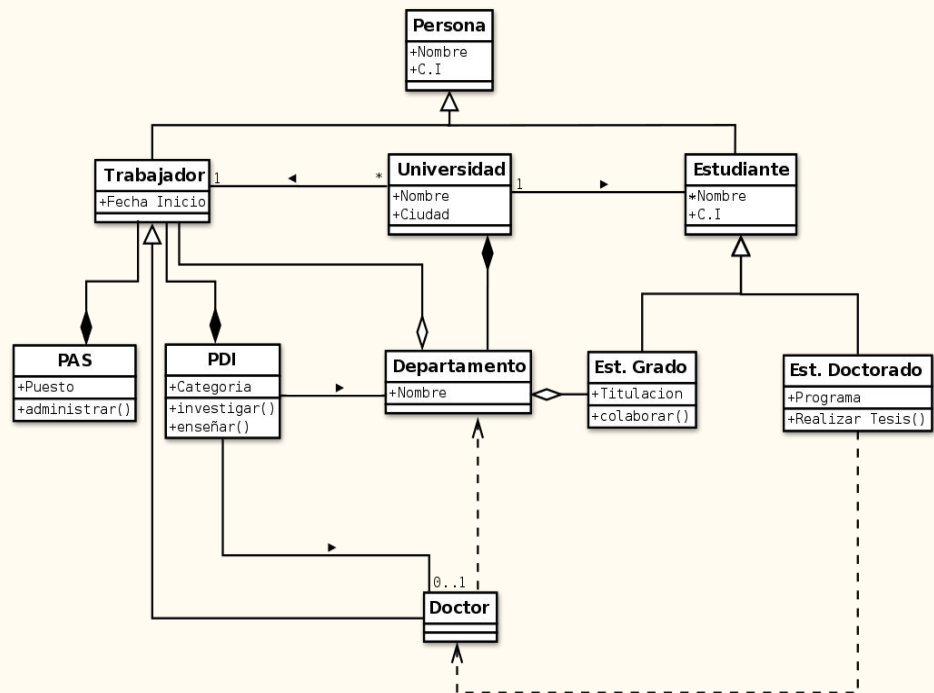 Persona
+Nombre
+C.I
Trabajador
+Fecha Inicio
1
*
Universidad
+Nombre
+Ciudad
1
Estudiante
*Nombre
+C.I
PAS
+Puesto
+administrar()
PDI
+Categoria
+investigar()
+enseñar()
Departamento
+Nombre
Est. Grado
+Titulacion
+colaborar()
Est. Doctorado
+Programa
+Realizar Tesis()
0..1
Doctor